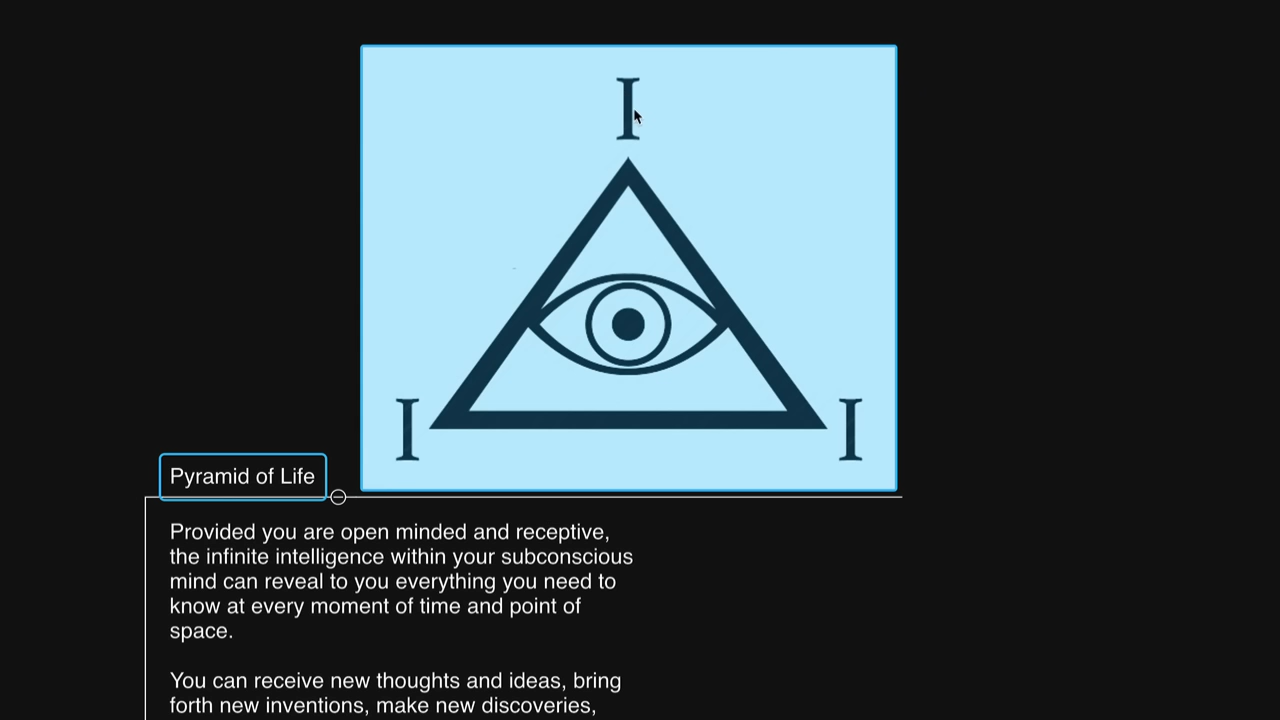 I
I
I
Pyramid of Life
Provided you are open minded and receptive,
the infinite intelligence within your subconscious
mind can reveal to you everything you need to
know at every moment of time and point of
space.
You can receive new thoughts and ideas, bring
forth new inventions, make new discoveries,